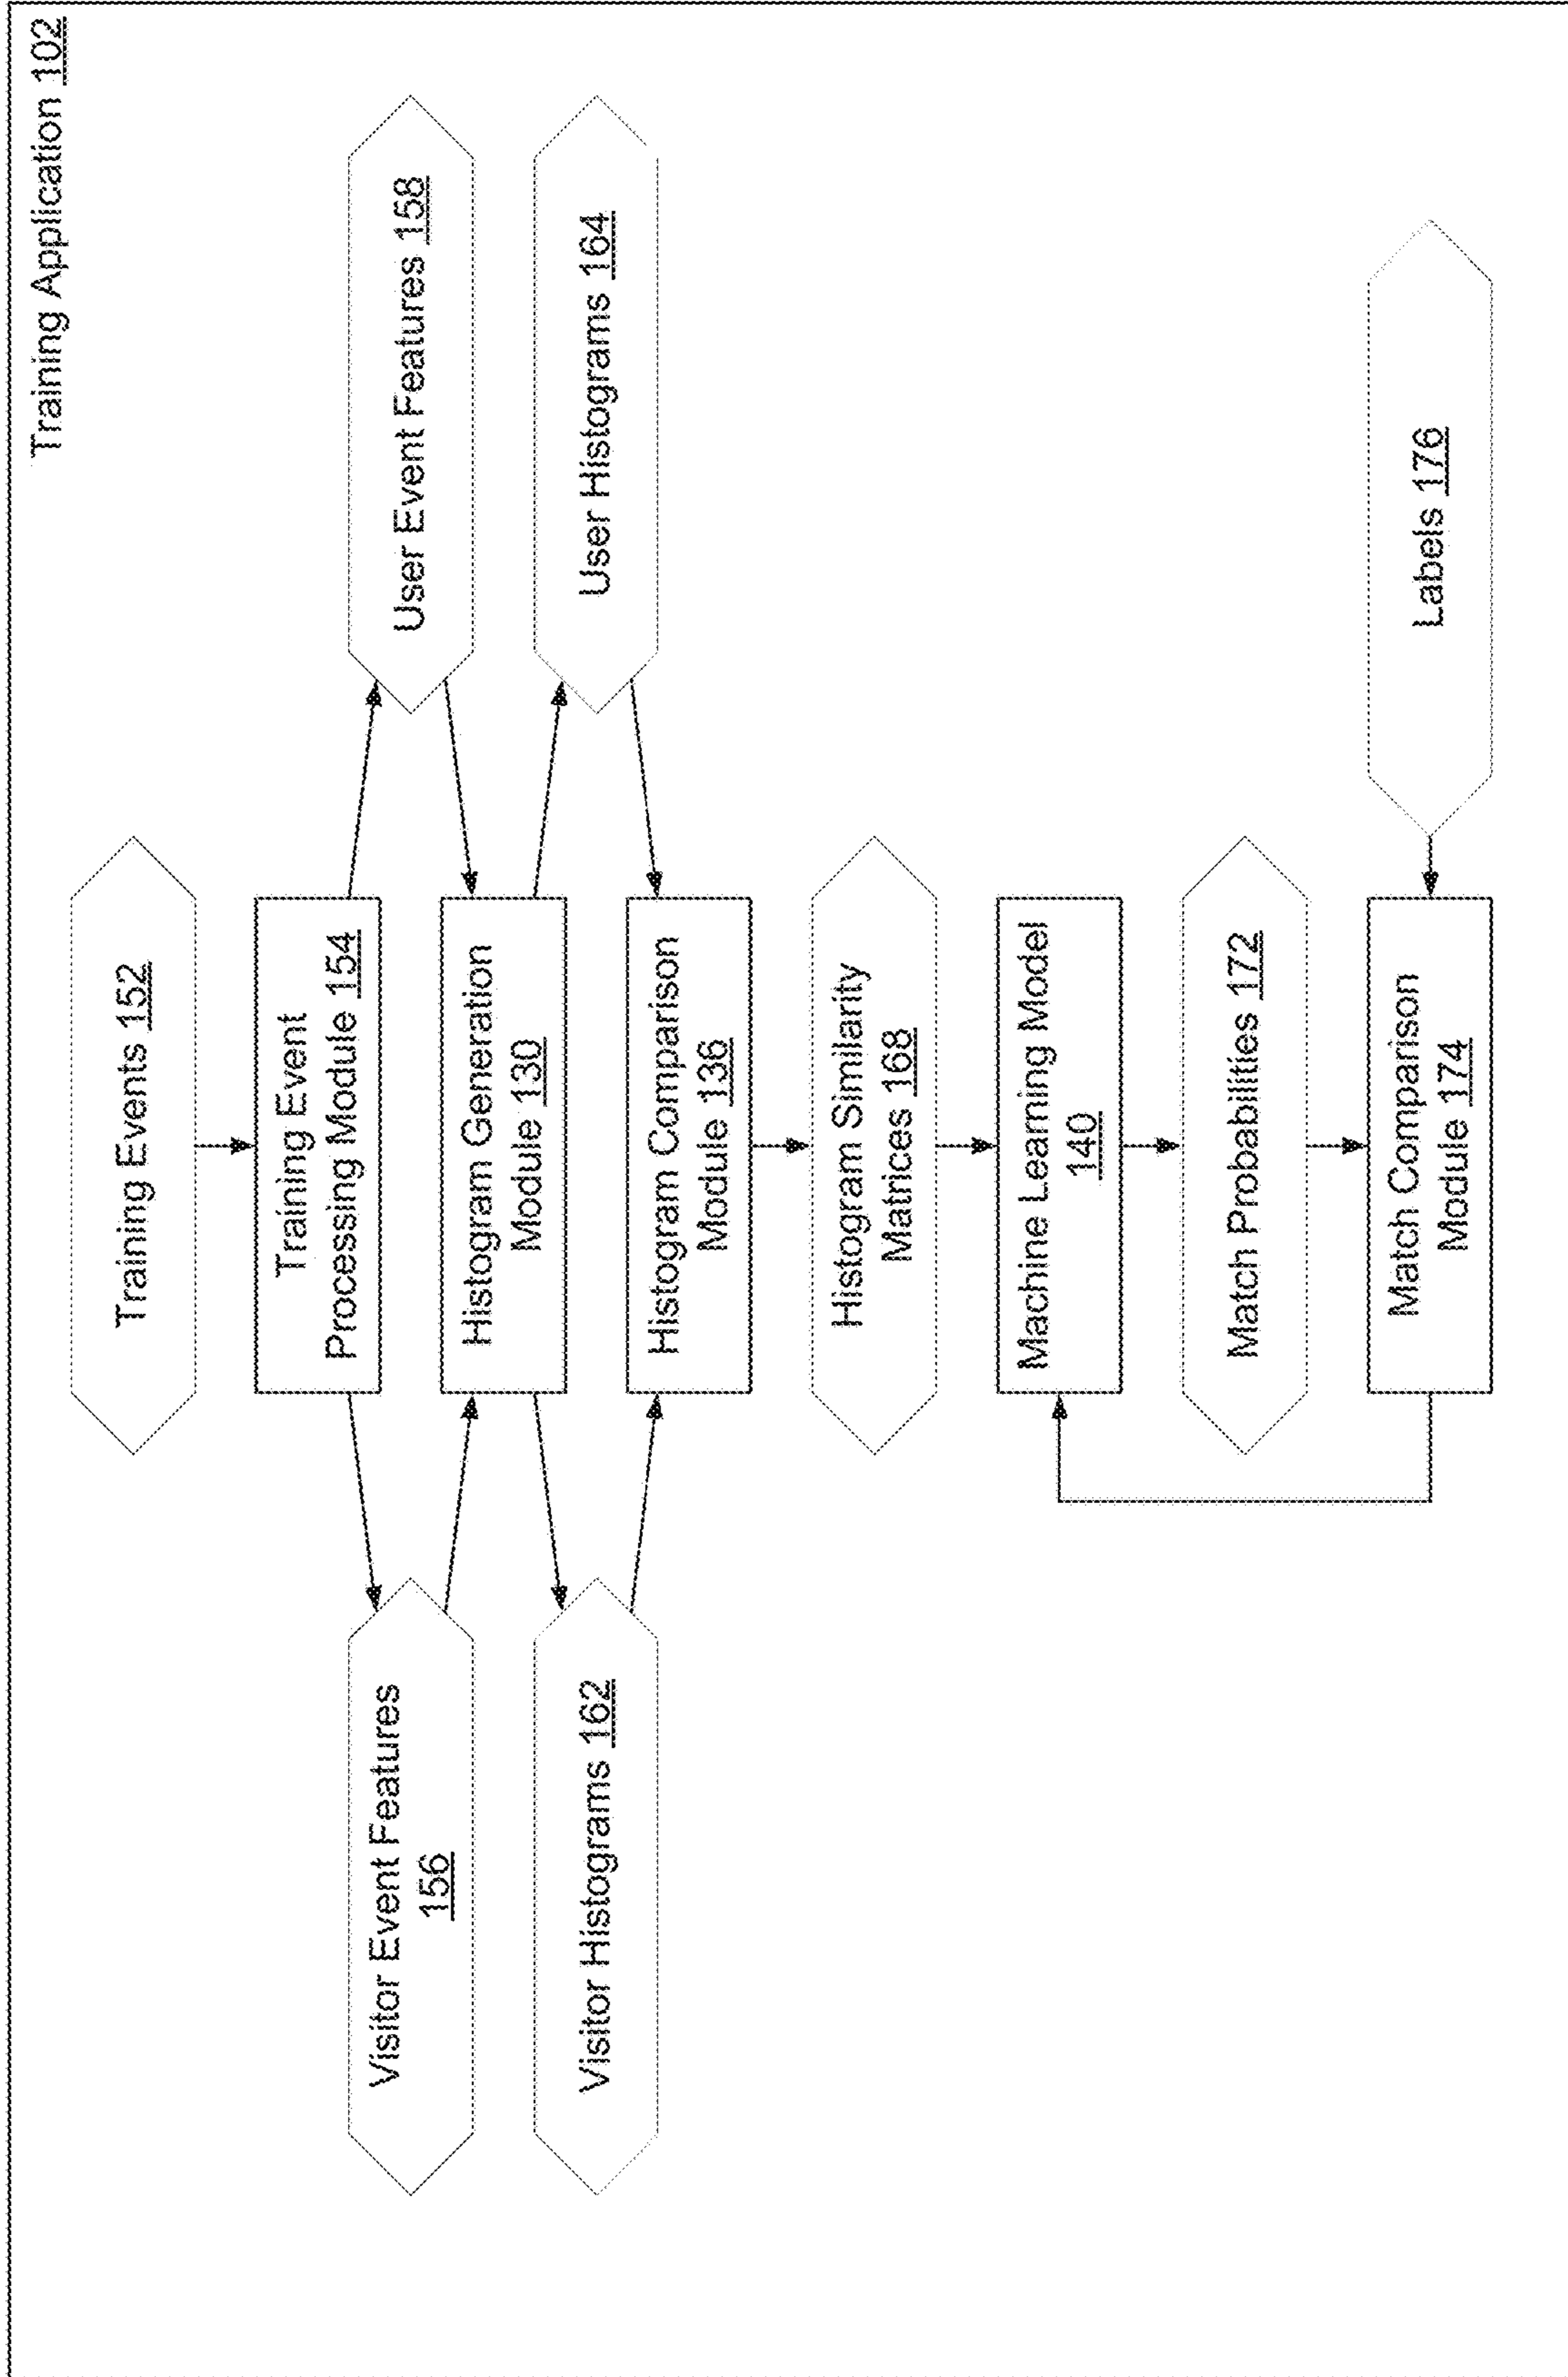 Training Application 102
Training Events 152
Training Event
Processing Module 154
Visitor Event Features
156
User Event Features 158
Histogram Generation
Module 130
Visitor Histograms 162
User Histograms 164
Histogram Comparison
Module 136
Histogram Similarity
Matrices 168
Machine Learning Model
140
Match Probabilities 172
Match Comparison
Module 174
Labels 176